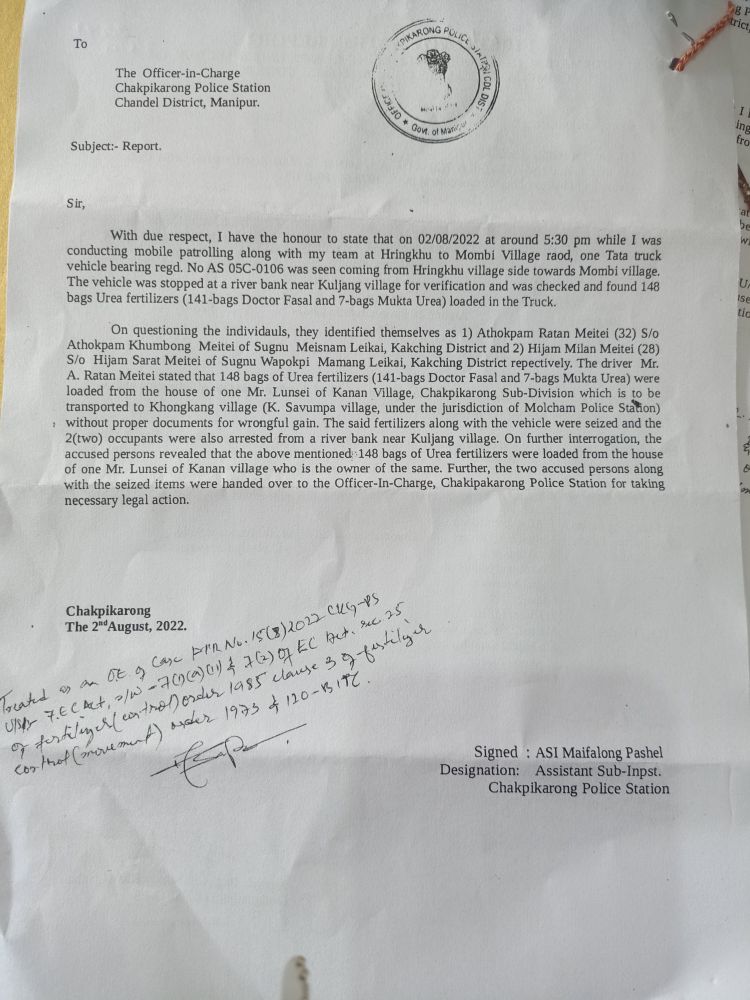 To
The Officer-in-Charge
Chakpikarong Police Station
Chandel District, Manipur.
Govt. of Manipur
Subject:- Report.
Sir,
With due respect, I have the honour to state that on 02/08/2022 at around 5:30 pm while I was
conducting mobile patrolling along with my team at Hringkhu to Mombi Village raod, one Tata truck
vehicle bearing regd. No AS 05C-0106 was seen coming from Hringkhu village side towards Mombi village.
The vehicle was stopped at a river bank near Kuljang village for verification and was checked and found 148
bags Urea fertilizers (141-bags Doctor Fasal and 7-bags Mukta Urea) loaded in the Truck.
On questioning the individauls, they identified themselves as 1) Athokpam Ratan Meitei (32) S/o
Athokpam Khumbong Meitei of Sugnu Meisnam Leikai, Kakching District and 2) Hijam Milan Meitei (28)
S/o Hijam Sarat Meitei of Sugnu Wapokpi Mamang Leikai, Kakching District repectively. The driver Mr.
A. Ratan Meitei stated that 148 bags of Urea fertilizers (141-bags Doctor Fasal and 7-bags Mukta Urea) were
loaded from the house of one Mr. Lunsei of Kanan Village, Chakpikarong Sub-Division which is to be
transported to Khongkang village (K. Savumpa village, under the jurisdiction of Molcham Police Station)
without proper documents for wrongful gain. The said fertilizers along with the vehicle were seized and the
2(two) occupants were also arrested from a river bank near Kuljang village. On further interrogation, the
accused persons revealed that the above mentioned 148 bags of Urea fertilizers were loaded from the house
of one Mr. Lunsei of Kanan village who is the owner of the same. Further, the two accused persons along
with the seized items were handed over to the Officer-In-Charge, Chakipakarong Police Station for taking
necessary legal action.
Chakpikarong
The 2nd August, 2022.
Treated as an of Case FIR No. 15(8)2022 CKG-PS
7 EC Act, r/w - 7(1)(a)(ii) & 7(2) of EC Act. sec 25
of fertilizer(control) order 1985 clause 3 of fertilizer
control(movement) order 1973 & 120-B IPC.
Signed : ASI Maifalong Pashel
Designation: Assistant Sub-Inpst.
Chakpikarong Police Station